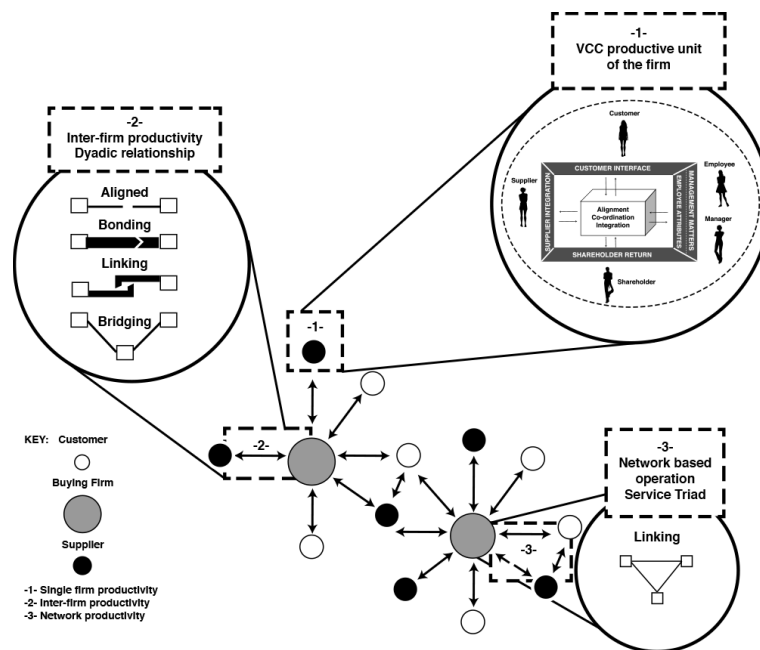 -1-
VCC productive unit
of the firm
Customer
CUSTOMER INTERFACE
Supplier
SUPPLIER INTEGRATION
Alignment
Co-ordination
Integration
EMPLOYEE ATTRIBUTES
MANAGEMENT MATTERS
Employee
Manager
SHAREHOLDER RETURN
Shareholder
-2-
Inter-firm productivity
Dyadic relationship
Aligned
Bonding
Linking
Bridging
-1-
-2-
-3-
-3-
Network based
operation
Service Triad
Linking
KEY: Customer
Buying Firm
Supplier
-1- Single firm productivity
-2- Inter-firm productivity
-3- Network productivity